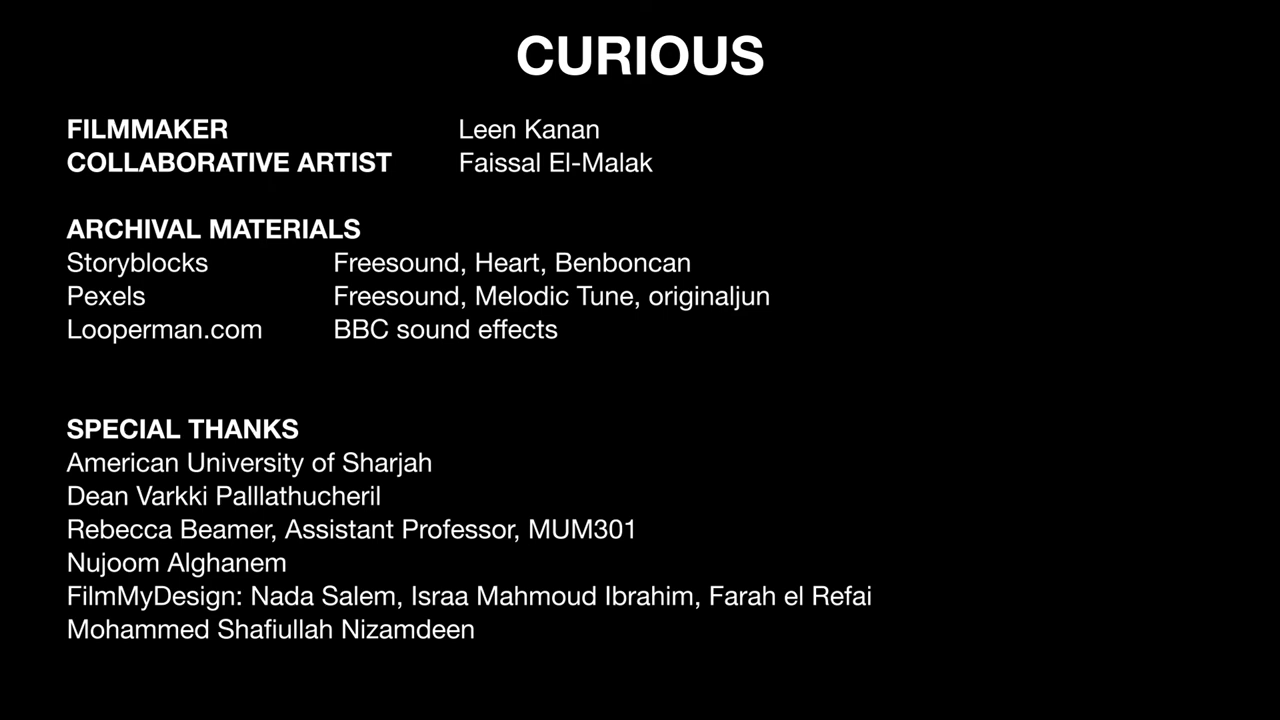 CURIOUS
FILMMAKER Leen Kanan
COLLABORATIVE ARTIST Faissal El-Malak
ARCHIVAL MATERIALS
Storyblocks Freesound, Heart, Benboncan
Pexels Freesound, Melodic Tune, originaljun
Looperman.com BBC sound effects
SPECIAL THANKS
American University of Sharjah
Dean Varkki Palllathucheril
Rebecca Beamer, Assistant Professor, MUM301
Nujoom Alghanem
FilmMyDesign: Nada Salem, Israa Mahmoud Ibrahim, Farah el Refai
Mohammed Shafiullah Nizamdeen